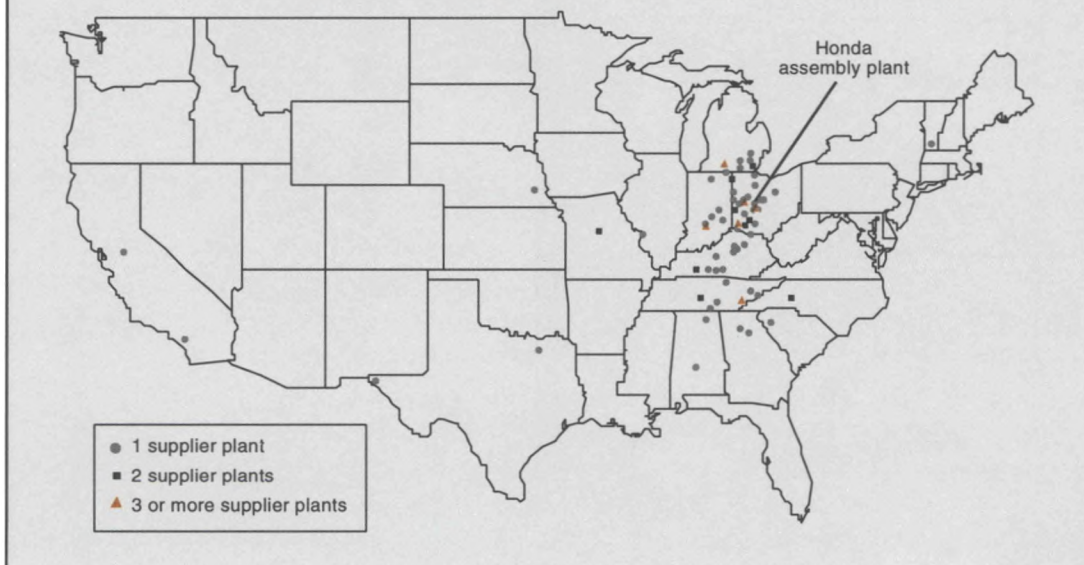 Honda
assembly plant
1 supplier plant
2 supplier plants
3 or more supplier plants